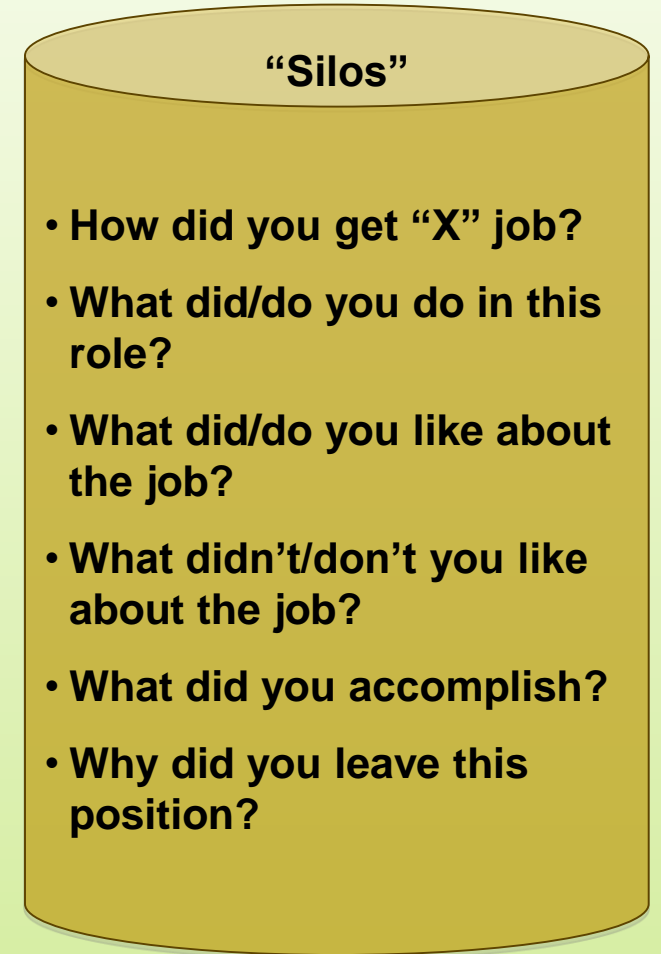 “Silos”
• How did you get “X” job?
• What did/do you do in this
role?
• What did/do you like about
the job?
• What didn’t/don’t you like
about the job?
• What did you accomplish?
• Why did you leave this
position?